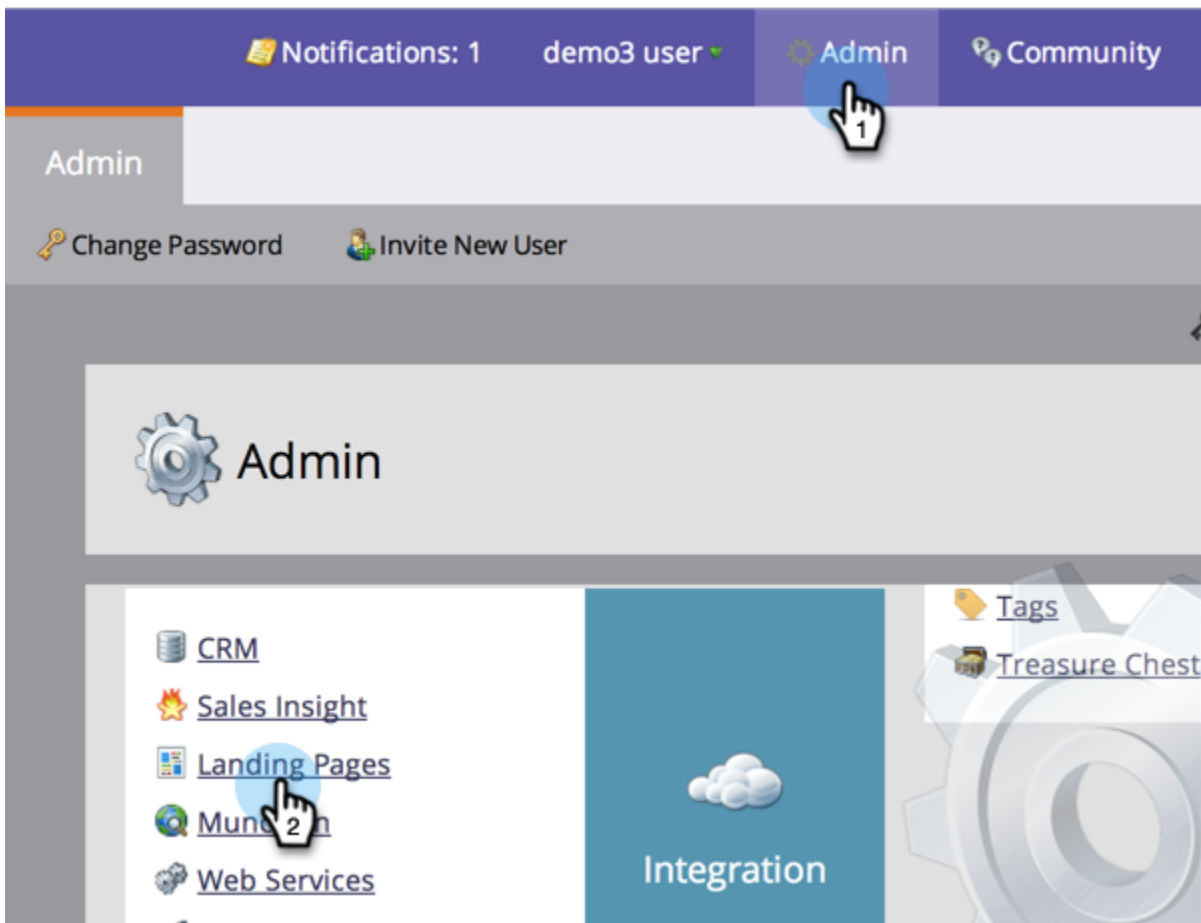 Notifications: 1 demo3 user Admin Community
1
Admin
Change Password Invite New User
Admin
Tags
CRM
Treasure Chest
Sales Insight
Landing Pages
2
Web Services
Integration